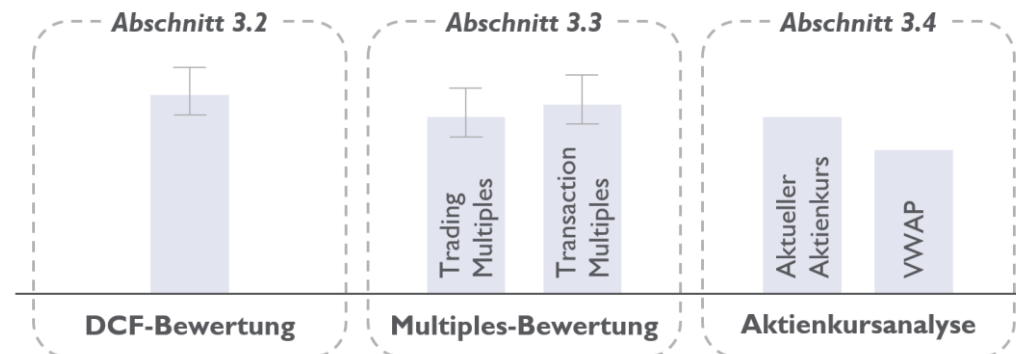 Abschnitt 3.2
Abschnitt 3.3
Abschnitt 3.4
Trading
Multiples
Transaction
Multiples
Aktueller
Aktienkurs
VWAP
DCF-Bewertung
Multiples-Bewertung
Aktienkursanalyse